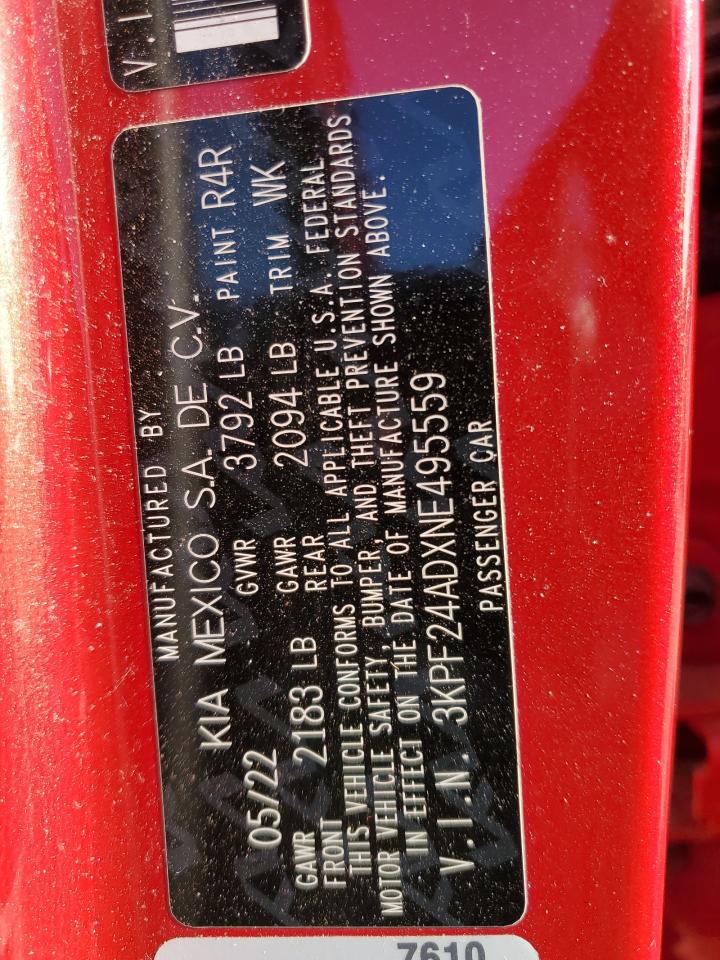 V.I
MANUFACTURED BY
KIA MEXICO S.A. DE C.V.
05/22 GVWR 3792 LB PAINT R4R
GAWR FRONT 2183 LB GAWR REAR 2094 LB TRIM WK
THIS VEHICLE CONFORMS TO ALL APPLICABLE U.S.A. FEDERAL
MOTOR VEHICLE SAFETY, BUMPER, AND THEFT PREVENTION STANDARDS
IN EFFECT ON THE DATE OF MANUFACTURE SHOWN ABOVE.
V.I.N. 3KPF24ADXNE495559
PASSENGER CAR
7610